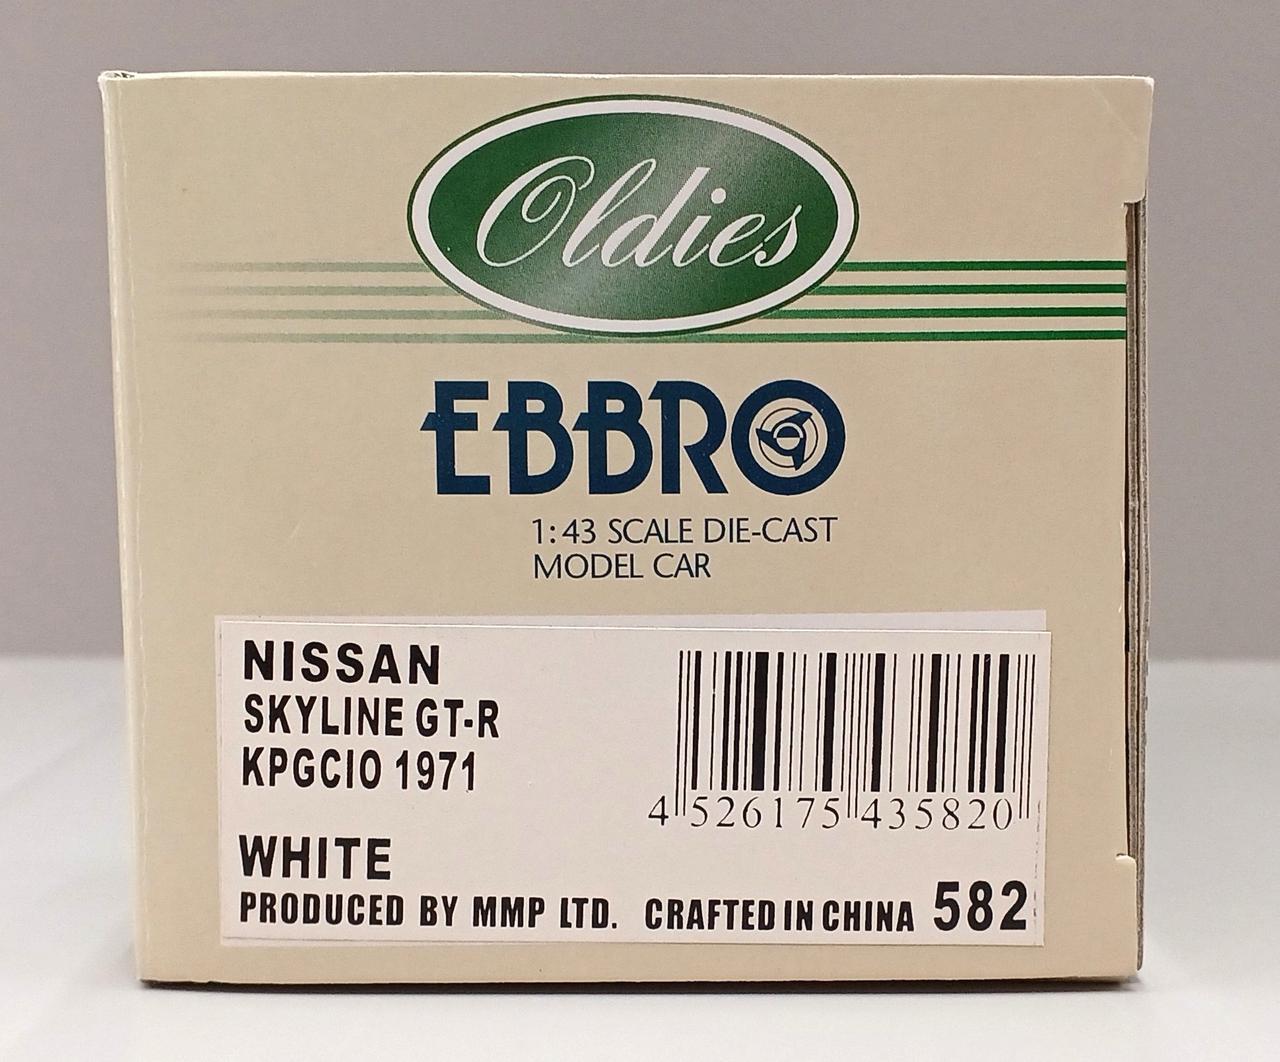 Oldies
EBBRO
1:43 SCALE DIE-CAST
MODEL CAR
NISSAN
SKYLINE GT-R
KPGCIO 1971
4 526175 435820
WHITE
PRODUCED BY MMP LTD. CRAFTED IN CHINA 582